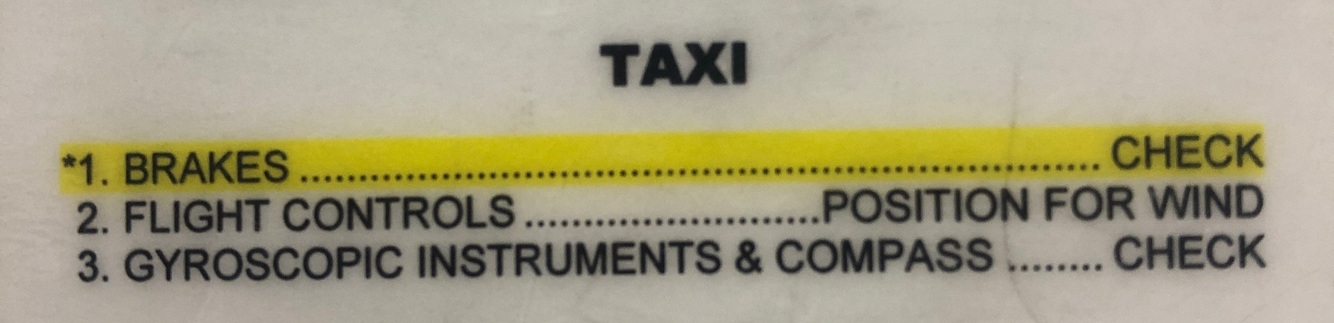 TAXI
*1. BRAKES ........................................................................ CHECK
2. FLIGHT CONTROLS ..........................POSITION FOR WIND
3. GYROSCOPIC INSTRUMENTS & COMPASS ........ CHECK